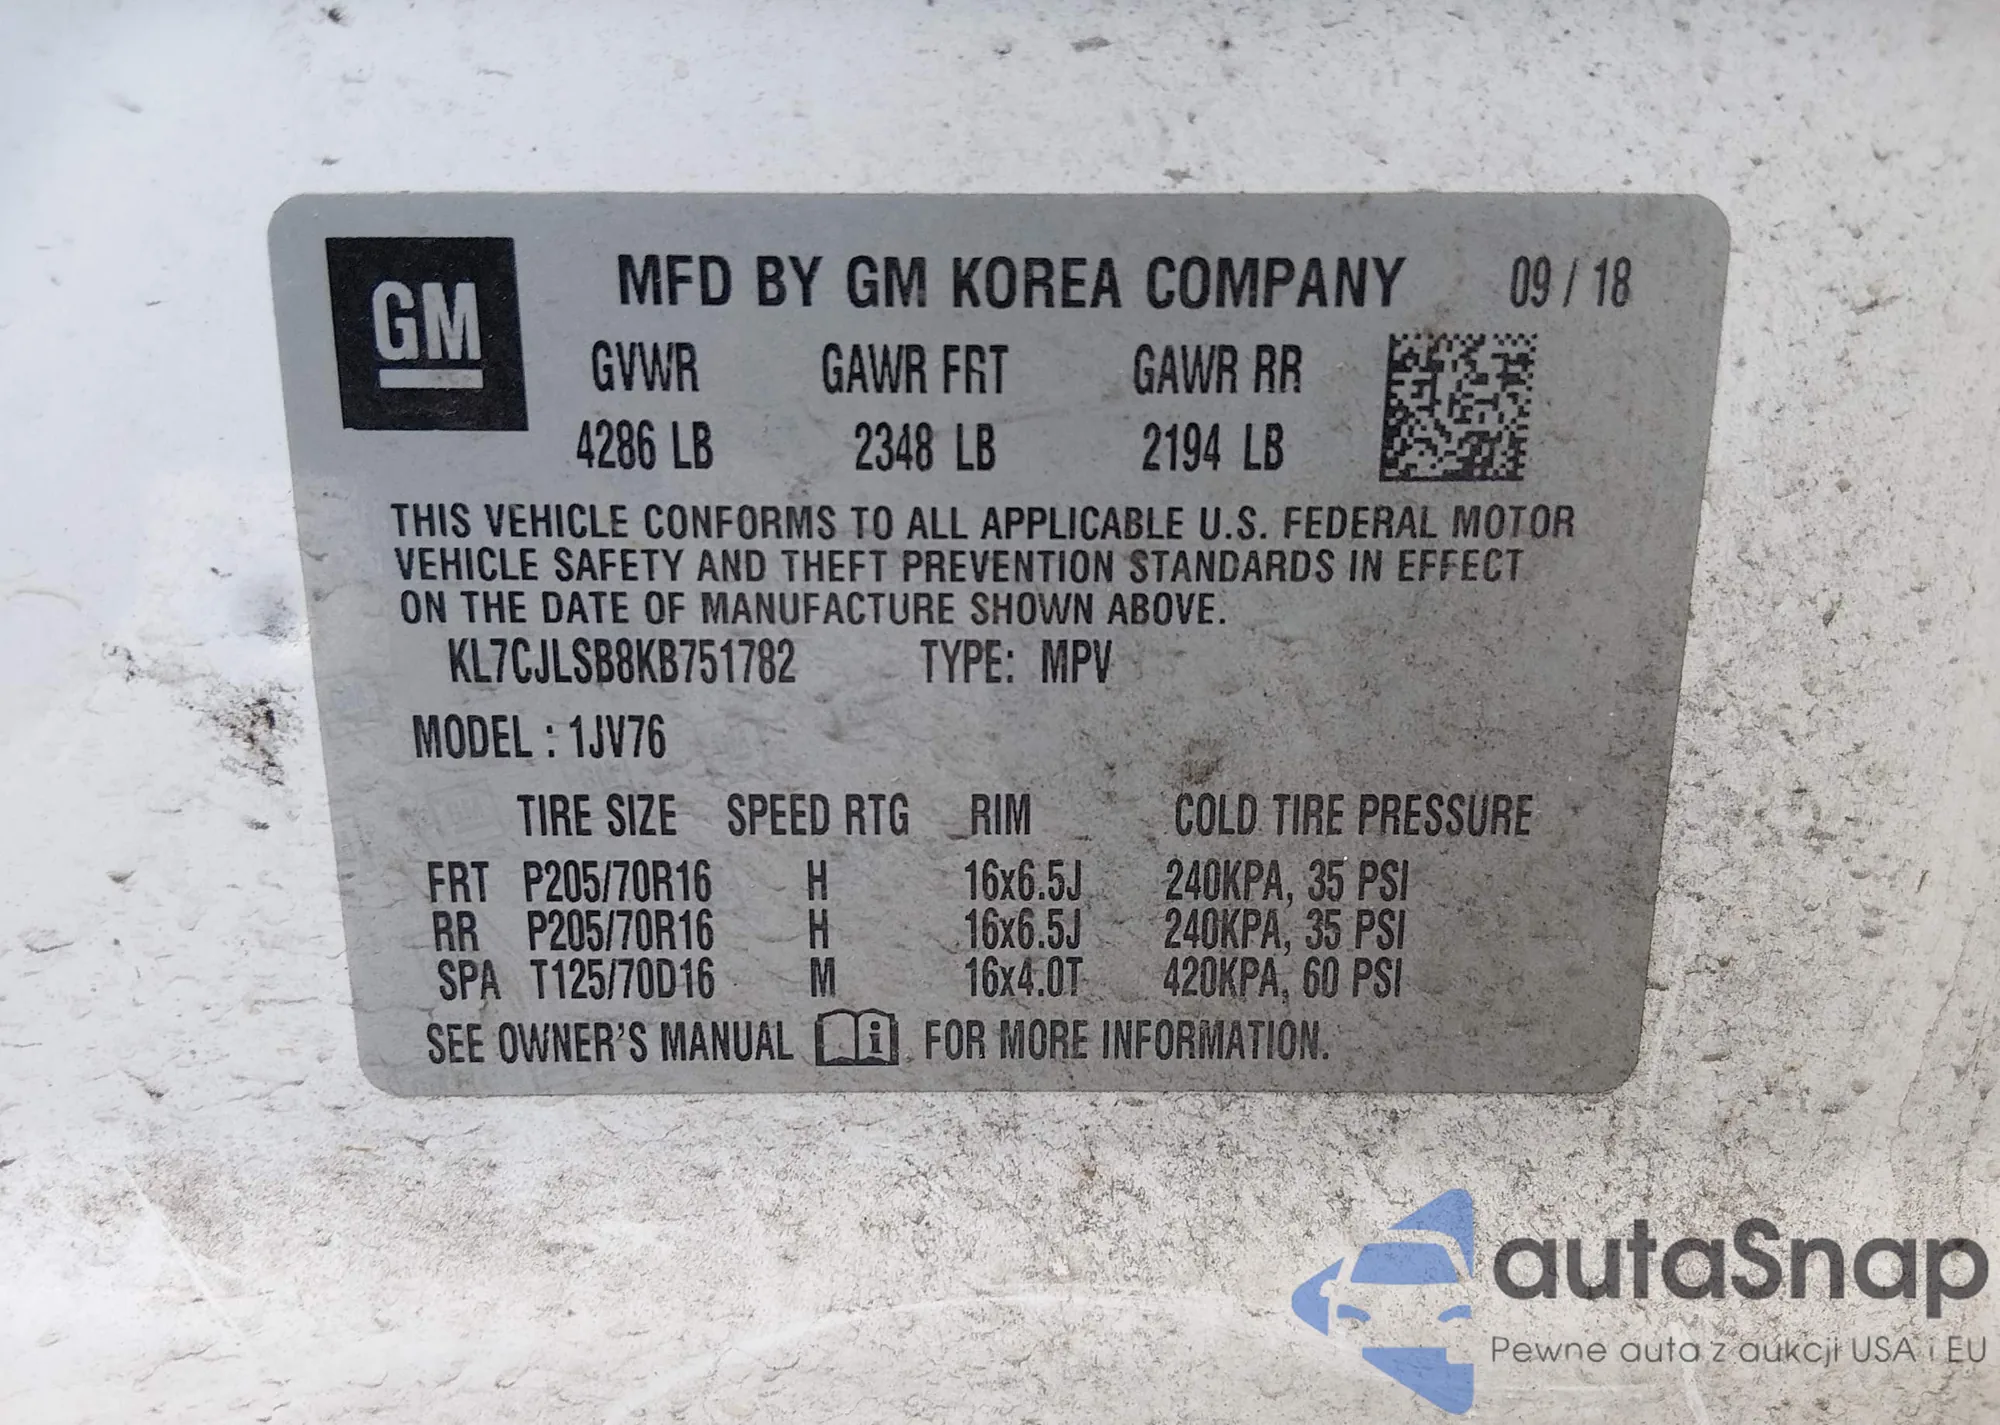 GM
MFD BY GM KOREA COMPANY 09 / 18
GVWR GAWR FRT GAWR RR
4286 LB 2348 LB 2194 LB
THIS VEHICLE CONFORMS TO ALL APPLICABLE U.S. FEDERAL MOTOR
VEHICLE SAFETY AND THEFT PREVENTION STANDARDS IN EFFECT
ON THE DATE OF MANUFACTURE SHOWN ABOVE.
KL7CJLSB8KB751782 TYPE: MPV
MODEL : 1JV76
TIRE SIZE SPEED RTG RIM COLD TIRE PRESSURE
FRT P205/70R16 H 16x6.5J 240KPA, 35 PSI
RR P205/70R16 H 16x6.5J 240KPA, 35 PSI
SPA T125/70D16 M 16x4.0T 420KPA, 60 PSI
SEE OWNER'S MANUAL i FOR MORE INFORMATION.
autaSnap
Pewne auta z aukcji USA i EU